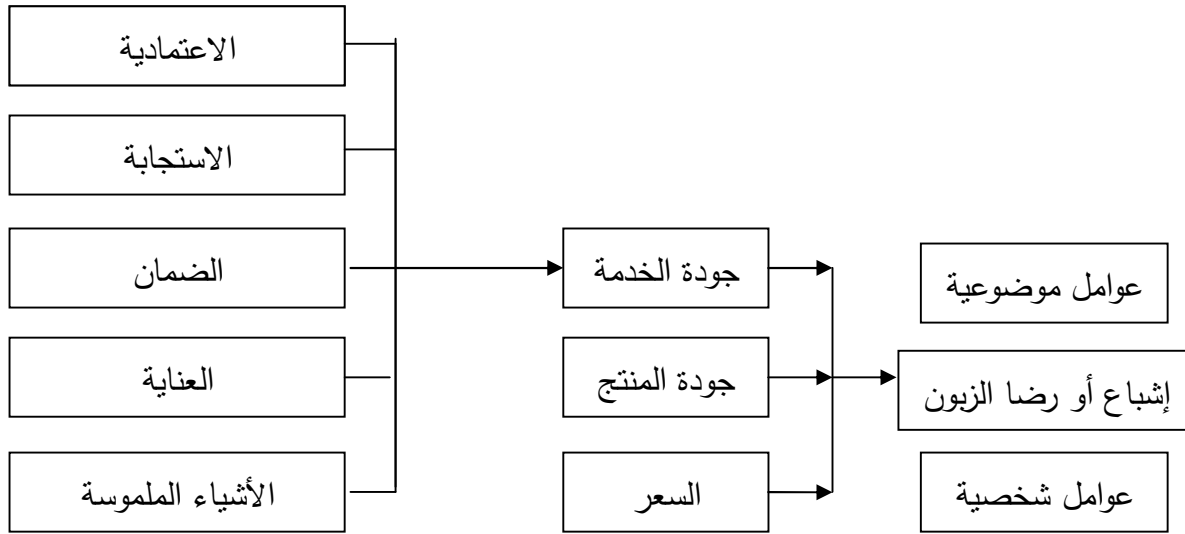 الاعتمادية
الاستجابة
الضمان
العناية
الأشياء الملموسة
جودة الخدمة
جودة المنتج
السعر
عوامل موضوعية
إشباع أو رضا الزبون
عوامل شخصية